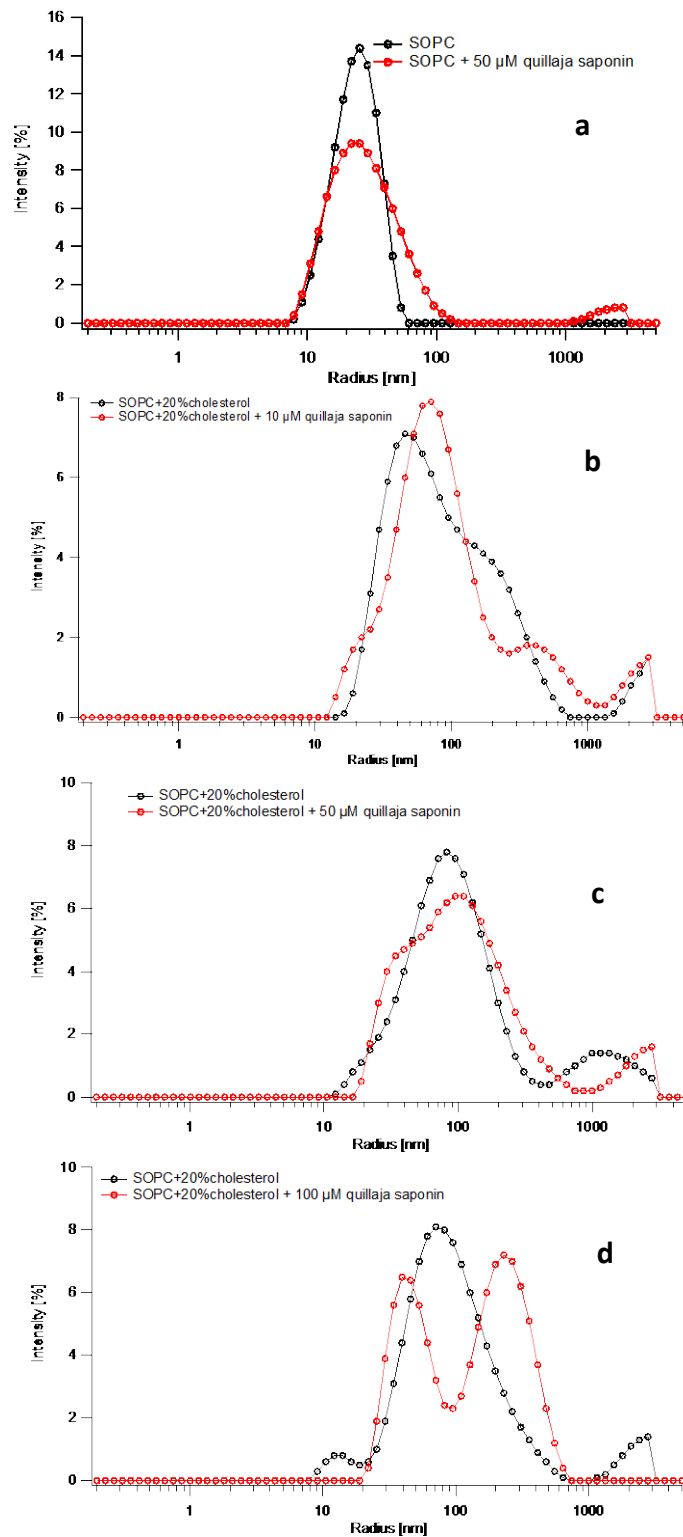 16
14
12
10
8
6
4
2
0
Intensity [%]
SOPC
SOPC + 50 µM quillaja saponin
a
1
10
100
1000
Radius [nm]
8
6
4
2
0
Intensity [%]
SOPC+20%cholesterol
SOPC+20%cholesterol + 10 µM quillaja saponin
b
1
10
100
1000
Radius [nm]
10
8
6
4
2
0
Intensity [%]
SOPC+20%cholesterol
SOPC+20%cholesterol + 50 µM quillaja saponin
c
1
10
100
1000
Radius [nm]
10
8
6
4
2
0
Intensity [%]
SOPC+20%cholesterol
SOPC+20%cholesterol + 100 µM quillaja saponin
d
1
10
100
1000
Radius [nm]